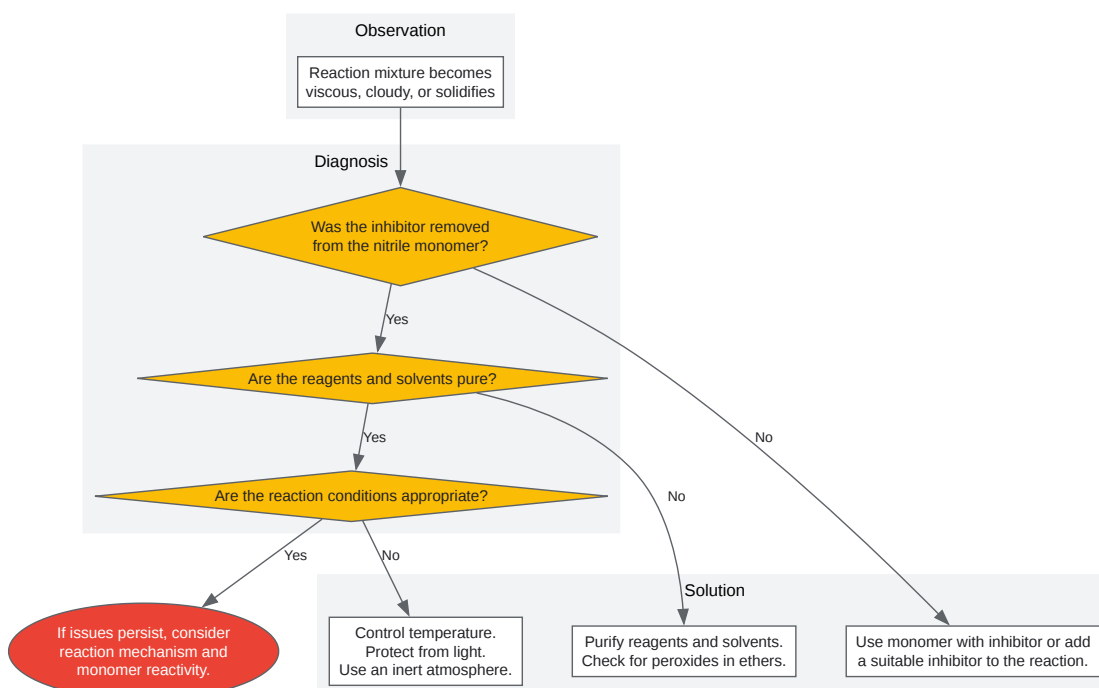 Observation
Reaction mixture becomes
viscous, cloudy, or solidifies
Diagnosis
Was the inhibitor removed
from the nitrile monomer?
Yes
No
Are the reagents and solvents pure?
Yes
No
Are the reaction conditions appropriate?
Yes
No
Solution
If issues persist, consider
reaction mechanism and
monomer reactivity.
Control temperature.
Protect from light.
Use an inert atmosphere.
Purify reagents and solvents.
Check for peroxides in ethers.
Use monomer with inhibitor or add
a suitable inhibitor to the reaction.